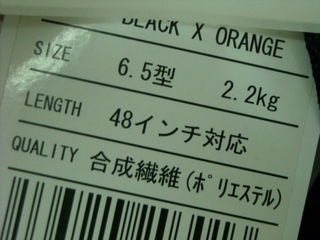 BLACK X ORANGE
SIZE 6.5型 2.2kg
LENGTH 48インチ対応
QUALITY 合成繊維(ポリエステル)